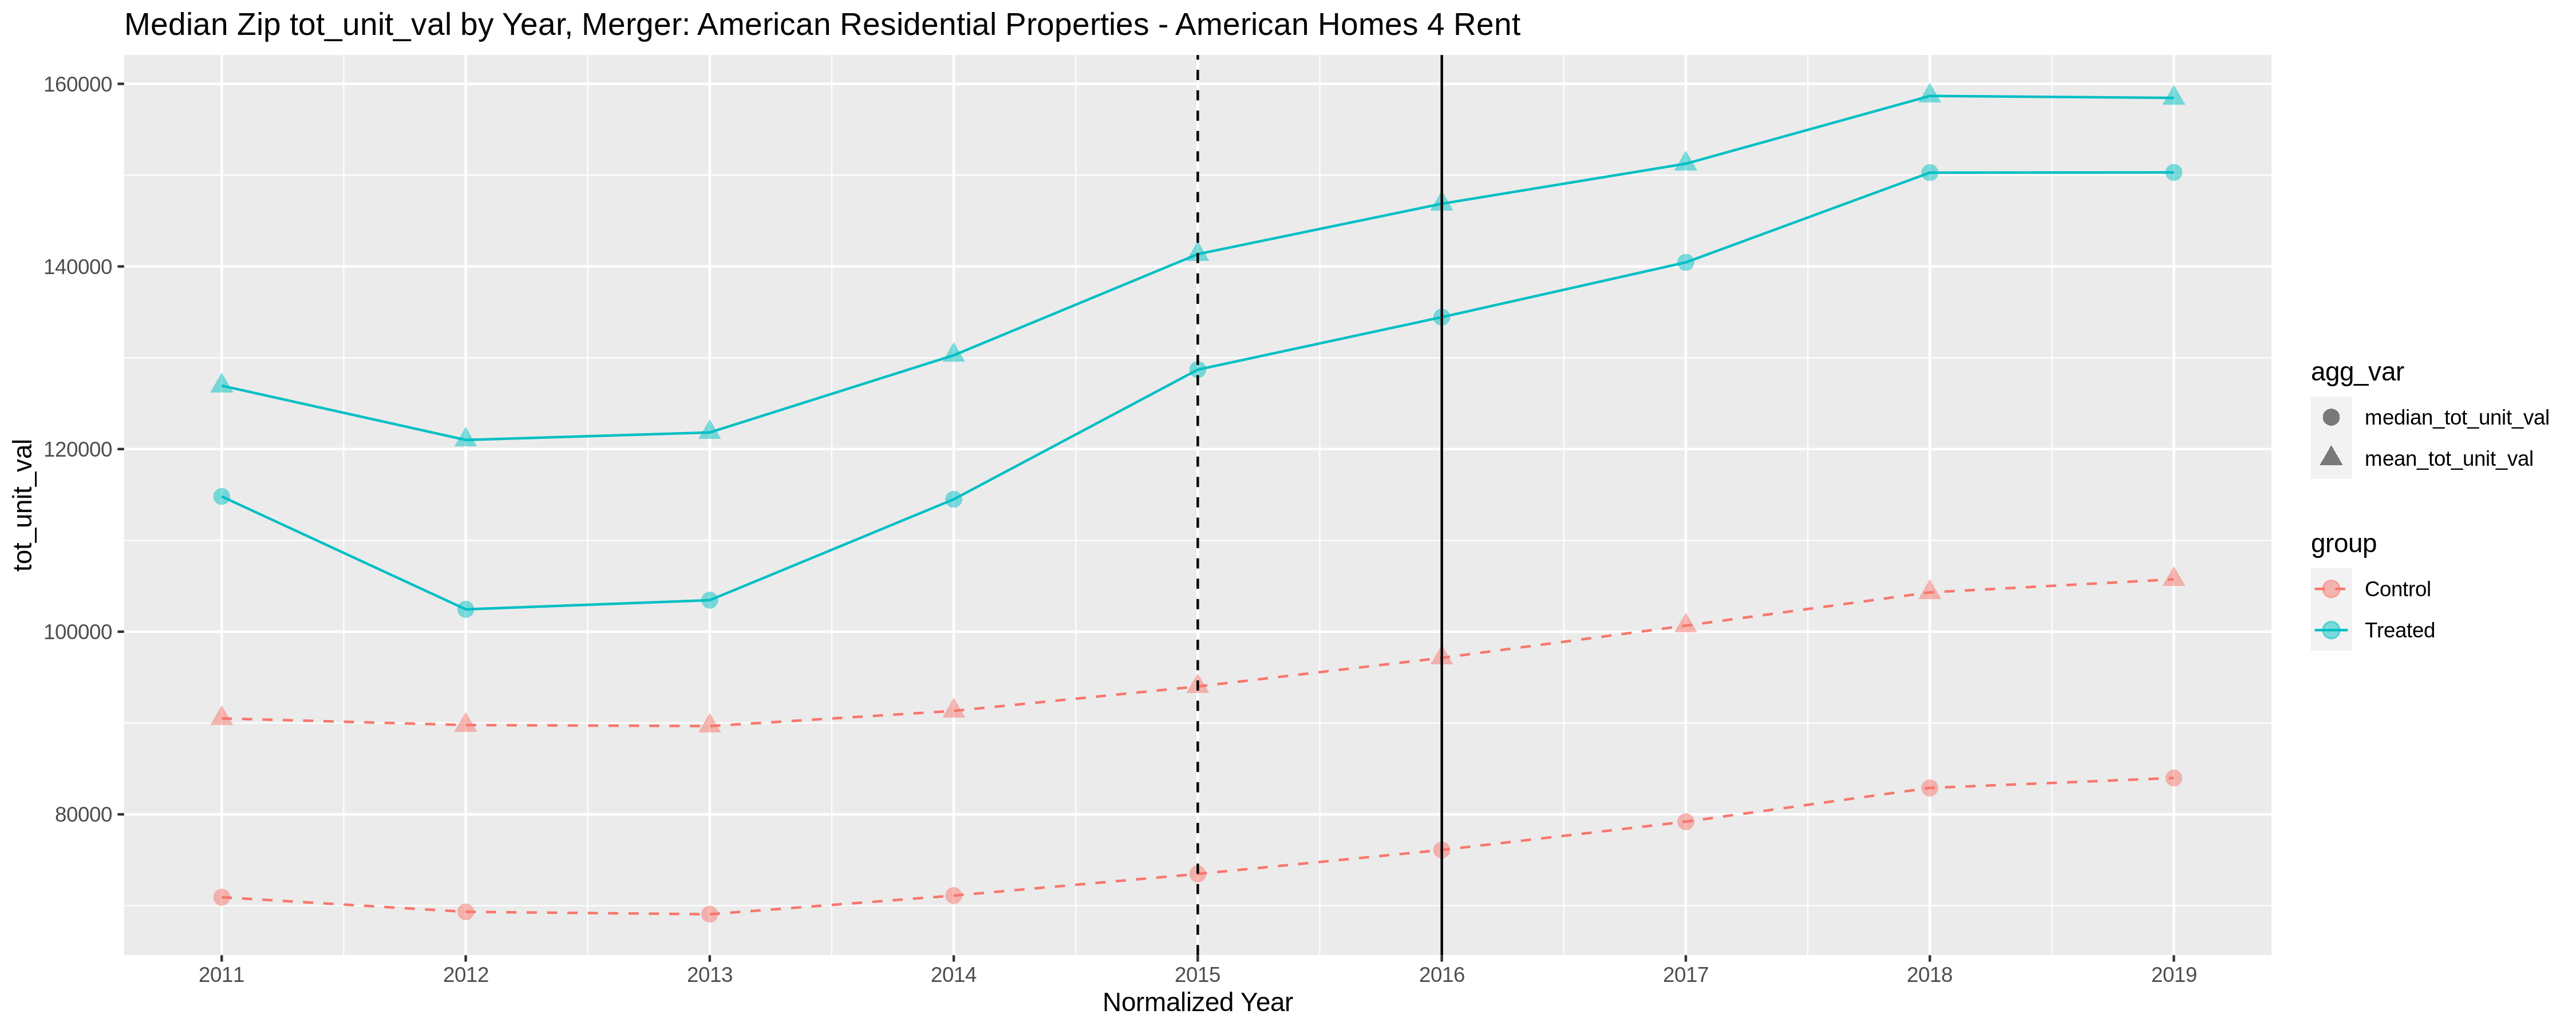 Median Zip tot_unit_val by Year, Merger: American Residential Properties - American Homes 4 Rent
tot_unit_val
160000
140000
120000
100000
80000
2011 2012 2013 2014 2015 2016 2017 2018 2019
Normalized Year
agg_var
median_tot_unit_val
mean_tot_unit_val
group
Control
Treated